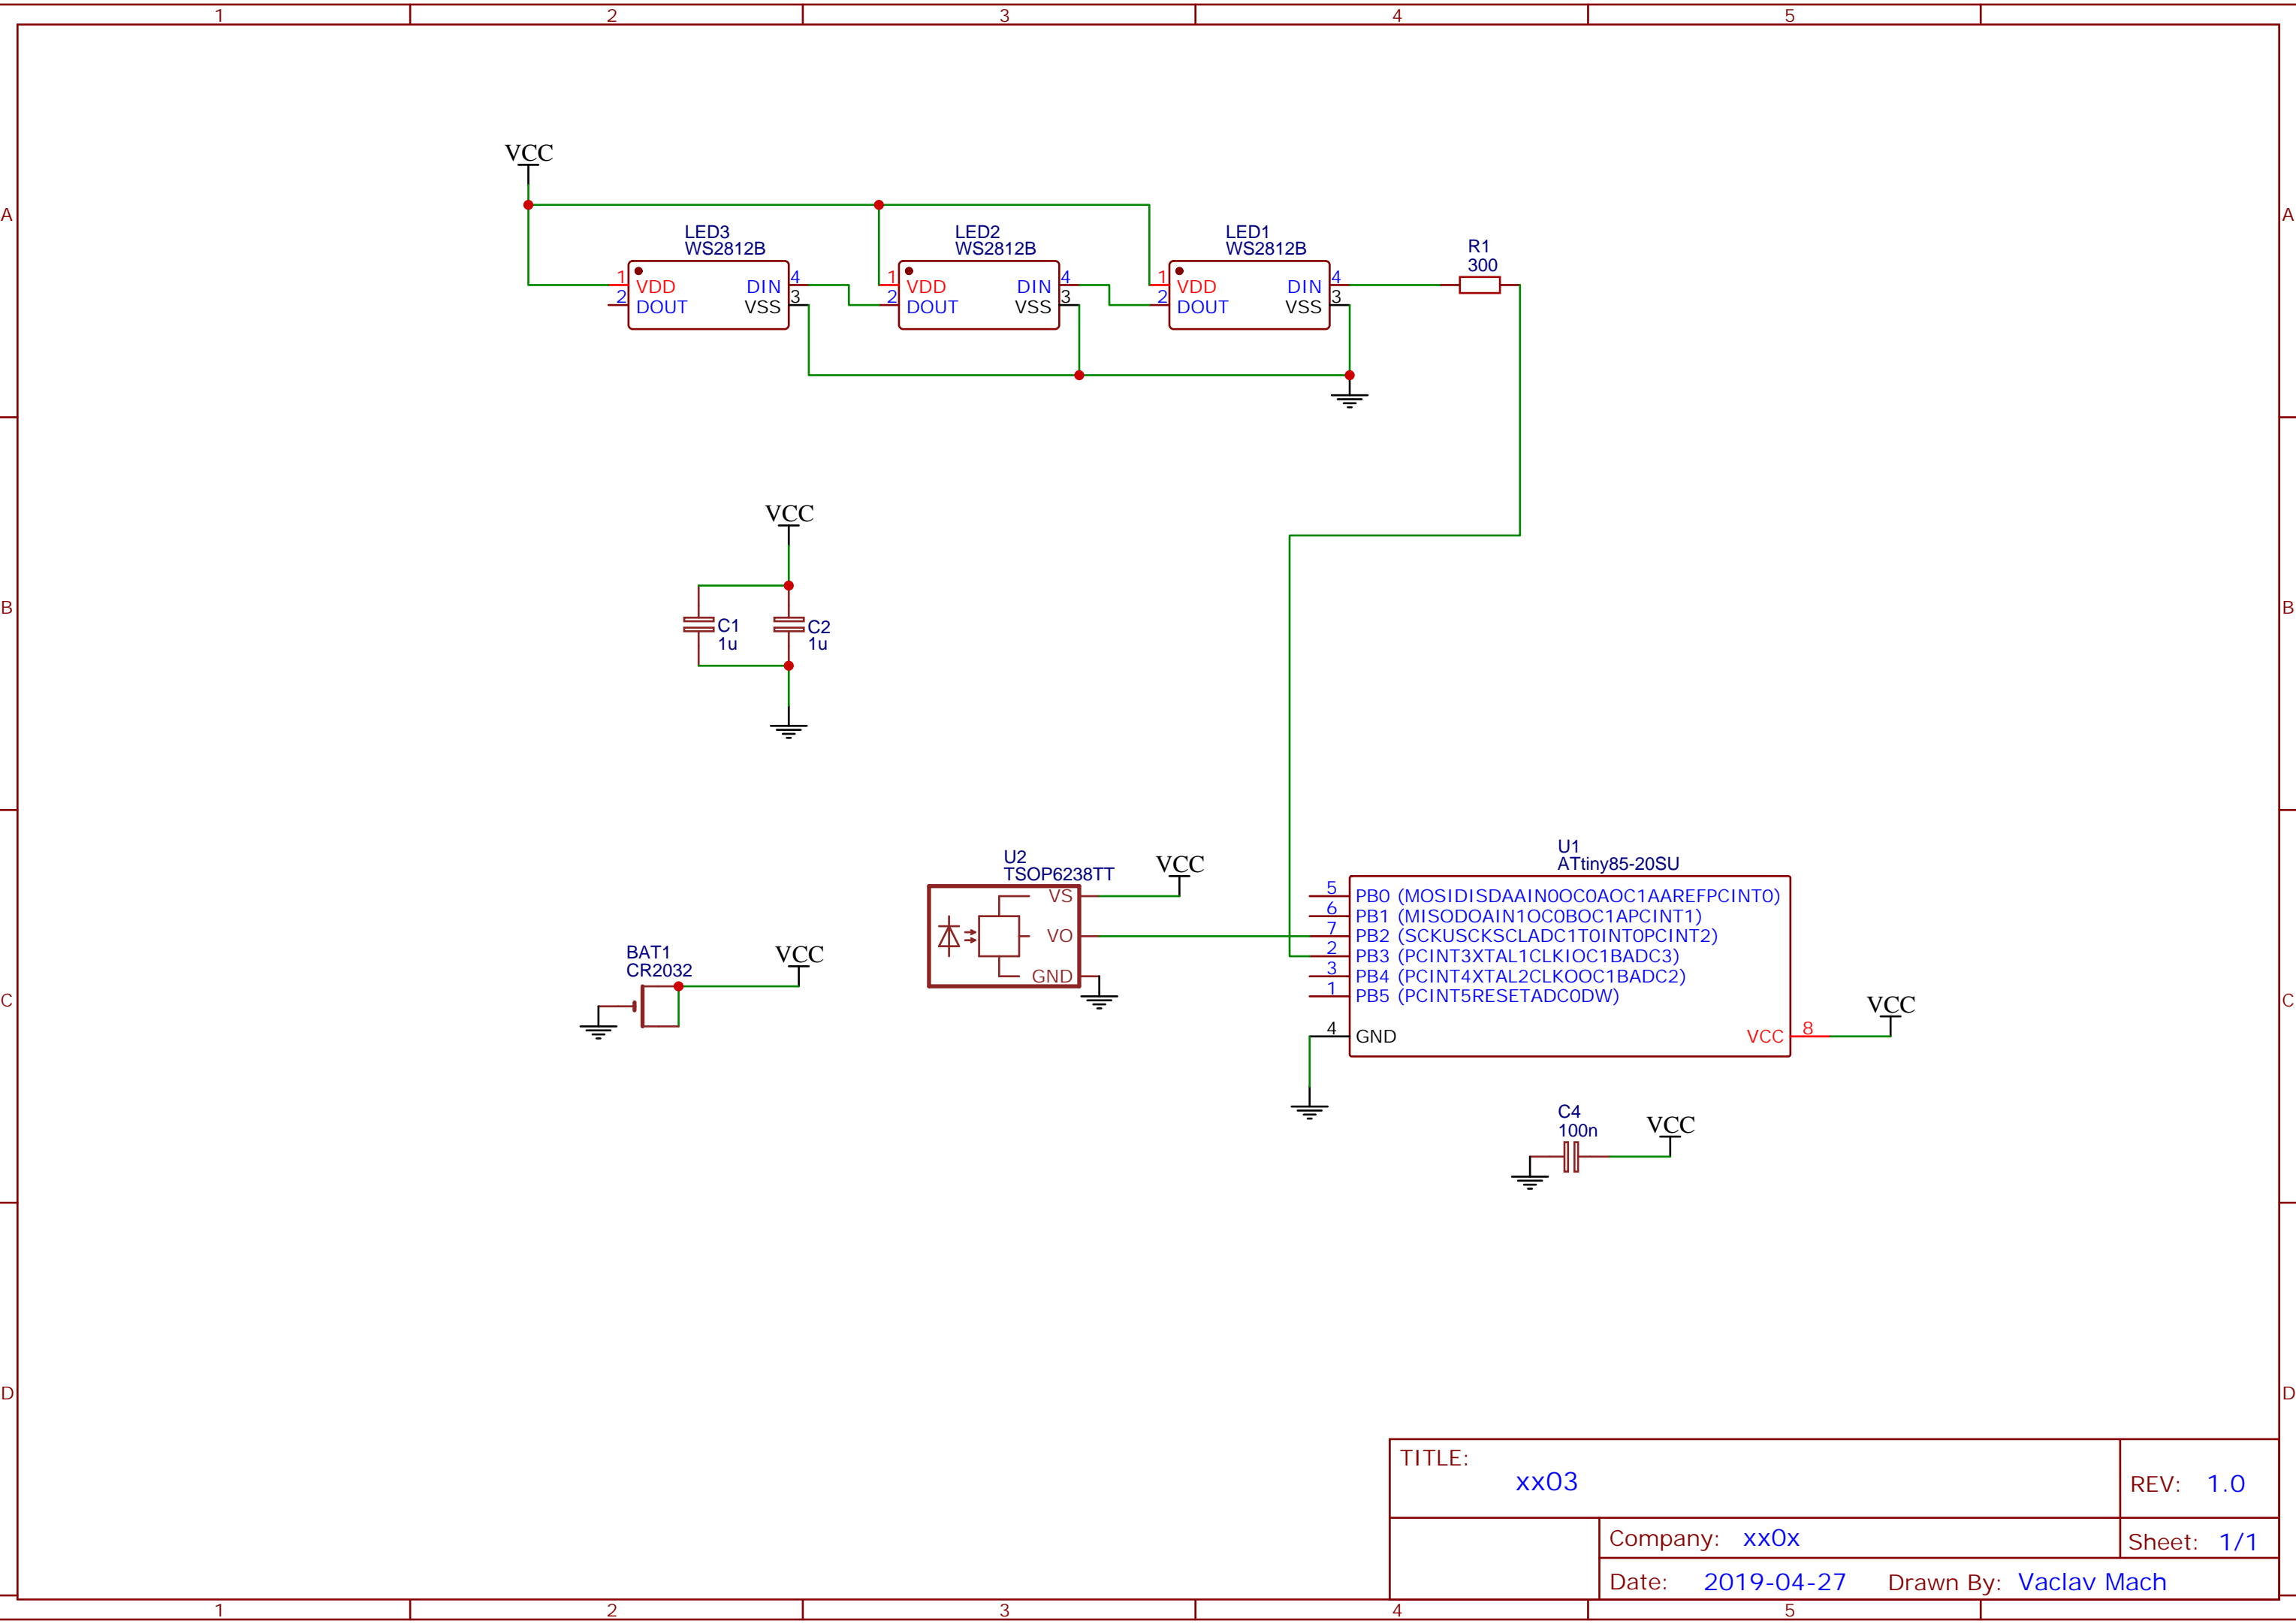 1 2 3 4 5
A A
VCC
LED3
WS2812B
1 VDD DIN 4
2 DOUT VSS 3
LED2
WS2812B
1 VDD DIN 4
2 DOUT VSS 3
LED1
WS2812B
1 VDD DIN 4
2 DOUT VSS 3
R1
300
B B
VCC
C1
1u
C2
1u
C C
BAT1
CR2032
VCC
U2
TSOP6238TT
VS
VO
GND
VCC
U1
ATtiny85-20SU
5 PB0 (MOSIDISDAAIN0OC0AOC1AAREFPCINT0)
6 PB1 (MISODOAIN1OC0BOC1APCINT1)
7 PB2 (SCKUSCKSCLADC1T0INT0PCINT2)
2 PB3 (PCINT3XTAL1CLKIOC1BADC3)
3 PB4 (PCINT4XTAL2CLKOOC1BADC2)
1 PB5 (PCINT5RESETADC0DW)
4 GND VCC 8
VCC
C4
100n
VCC
D D
TITLE:
xx03
REV: 1.0
Company: xx0x
Sheet: 1/1
Date: 2019-04-27 Drawn By: Vaclav Mach
1 2 3 4 5